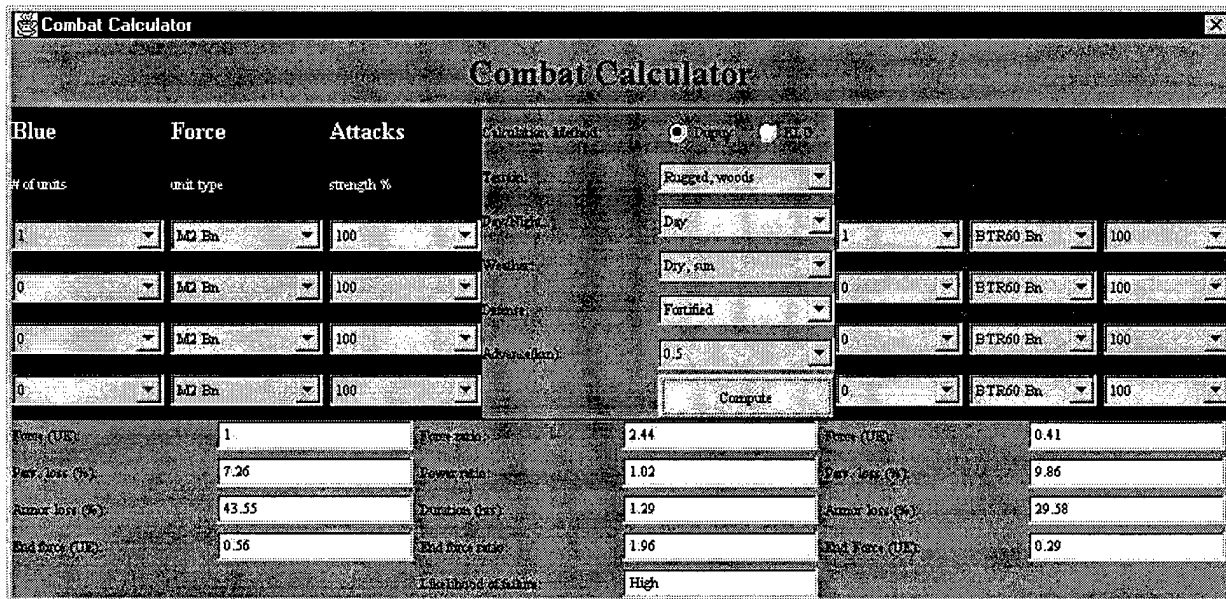 Combat Calculator
Combat Calculator
Blue Force Attacks
# of units unit type strength %
1 M2 Bn 100
0 M2 Bn 100
0 M2 Bn 100
0 M2 Bn 100
Calculation Method: Dupuy
Terrain: Rugged, woods
Day/Night: Day
Weather: Dry, sun
Defense: Fortified
Advance(km): 0.5
Compute
1 BTR60 Bn 100
0 BTR60 Bn 100
0 BTR60 Bn 100
0 BTR60 Bn 100
Force (UE): 1 Force ratio: 2.44 Force (UE): 0.41
Pers. loss (%): 7.26 Power ratio: 1.02 Pers. loss (%): 9.86
Armor loss (%): 43.55 Duration (hrs): 1.29 Armor loss (%): 29.58
End force (UE): 0.56 End force ratio: 1.96 End Force (UE): 0.29
Likelihood of failure: High